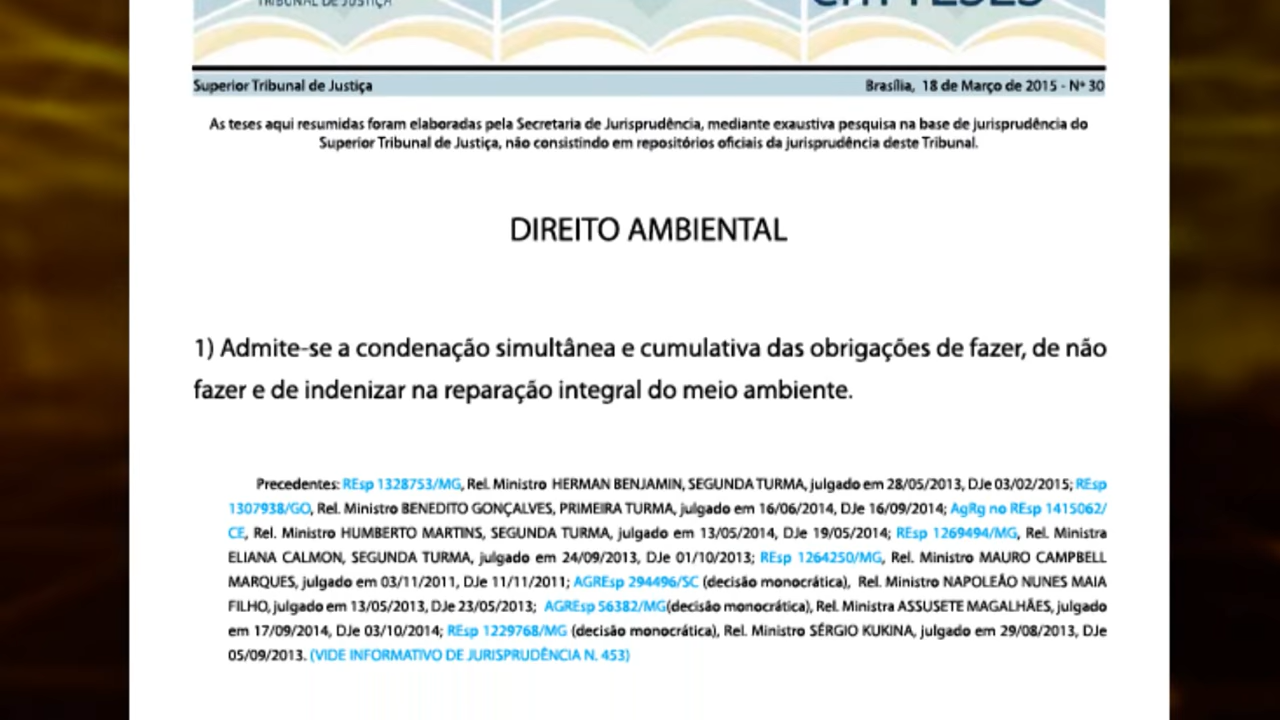 TRIBUNAL DE JUSTIÇA
em TESES
Superior Tribunal de Justiça
Brasília, 18 de Março de 2015 - Nº 30
As teses aqui resumidas foram elaboradas pela Secretaria de Jurisprudência, mediante exaustiva pesquisa na base de jurisprudência do
Superior Tribunal de Justiça, não consistindo em repositórios oficiais da jurisprudência deste Tribunal.
DIREITO AMBIENTAL
1) Admite-se a condenação simultânea e cumulativa das obrigações de fazer, de não
fazer e de indenizar na reparação integral do meio ambiente.
Precedentes: REsp 1328753/MG, Rel. Ministro HERMAN BENJAMIN, SEGUNDA TURMA, julgado em 28/05/2013, DJe 03/02/2015; REsp
1307938/GO, Rel. Ministro BENEDITO GONÇALVES, PRIMEIRA TURMA, julgado em 16/06/2014, DJe 16/09/2014; AgRg no REsp 1415062/
CE, Rel. Ministro HUMBERTO MARTINS, SEGUNDA TURMA, julgado em 13/05/2014, DJe 19/05/2014; REsp 1269494/MG, Rel. Ministra
ELIANA CALMON, SEGUNDA TURMA, julgado em 24/09/2013, DJe 01/10/2013; REsp 1264250/MG, Rel. Ministro MAURO CAMPBELL
MARQUES, julgado em 03/11/2011, DJe 11/11/2011; AGREsp 294496/SC (decisão monocrática), Rel. Ministro NAPOLEÃO NUNES MAIA
FILHO, julgado em 13/05/2013, DJe 23/05/2013; AGREsp 56382/MG(decisão monocrática), Rel. Ministra ASSUSETE MAGALHÃES, julgado
em 17/09/2014, DJe 03/10/2014; REsp 1229768/MG (decisão monocrática), Rel. Ministro SÉRGIO KUKINA, julgado em 29/08/2013, DJe
05/09/2013. (VIDE INFORMATIVO DE JURISPRUDÊNCIA N. 453)